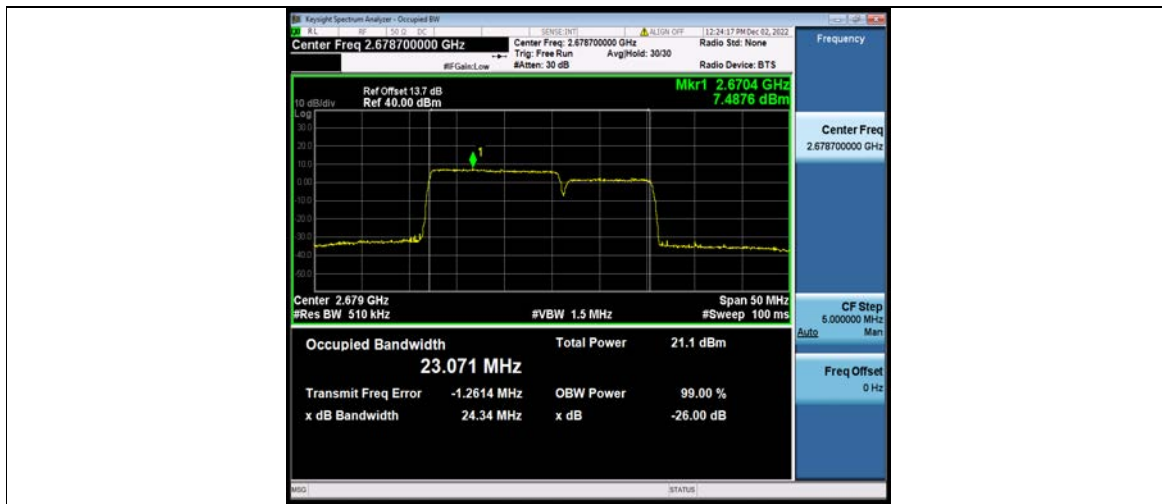 Keysight Spectrum Analyzer - Occupied BW
RL RF 50 Ω DC SENSE:INT ALIGN OFF 12:24:17 PM Dec 02, 2022
Center Freq 2.678700000 GHz
Center Freq: 2.678700000 GHz Radio Std: None
Trig: Free Run Avg|Hold: 30/30
#IFGain:Low #Atten: 30 dB Radio Device: BTS
Frequency
Mkr1 2.6704 GHz
7.4876 dBm
Ref Offset 13.7 dB
10 dB/div Ref 40.00 dBm
Log
30.0
20.0
10.0
0.00
-10.0
-20.0
-30.0
-40.0
-50.0
1
Center Freq
2.678700000 GHz
Center 2.679 GHz Span 50 MHz
#Res BW 510 kHz #VBW 1.5 MHz #Sweep 100 ms
CF Step
5.000000 MHz
Auto Man
Occupied Bandwidth Total Power 21.1 dBm
23.071 MHz
Transmit Freq Error -1.2614 MHz OBW Power 99.00 %
x dB Bandwidth 24.34 MHz x dB -26.00 dB
Freq Offset
0 Hz
MSG STATUS